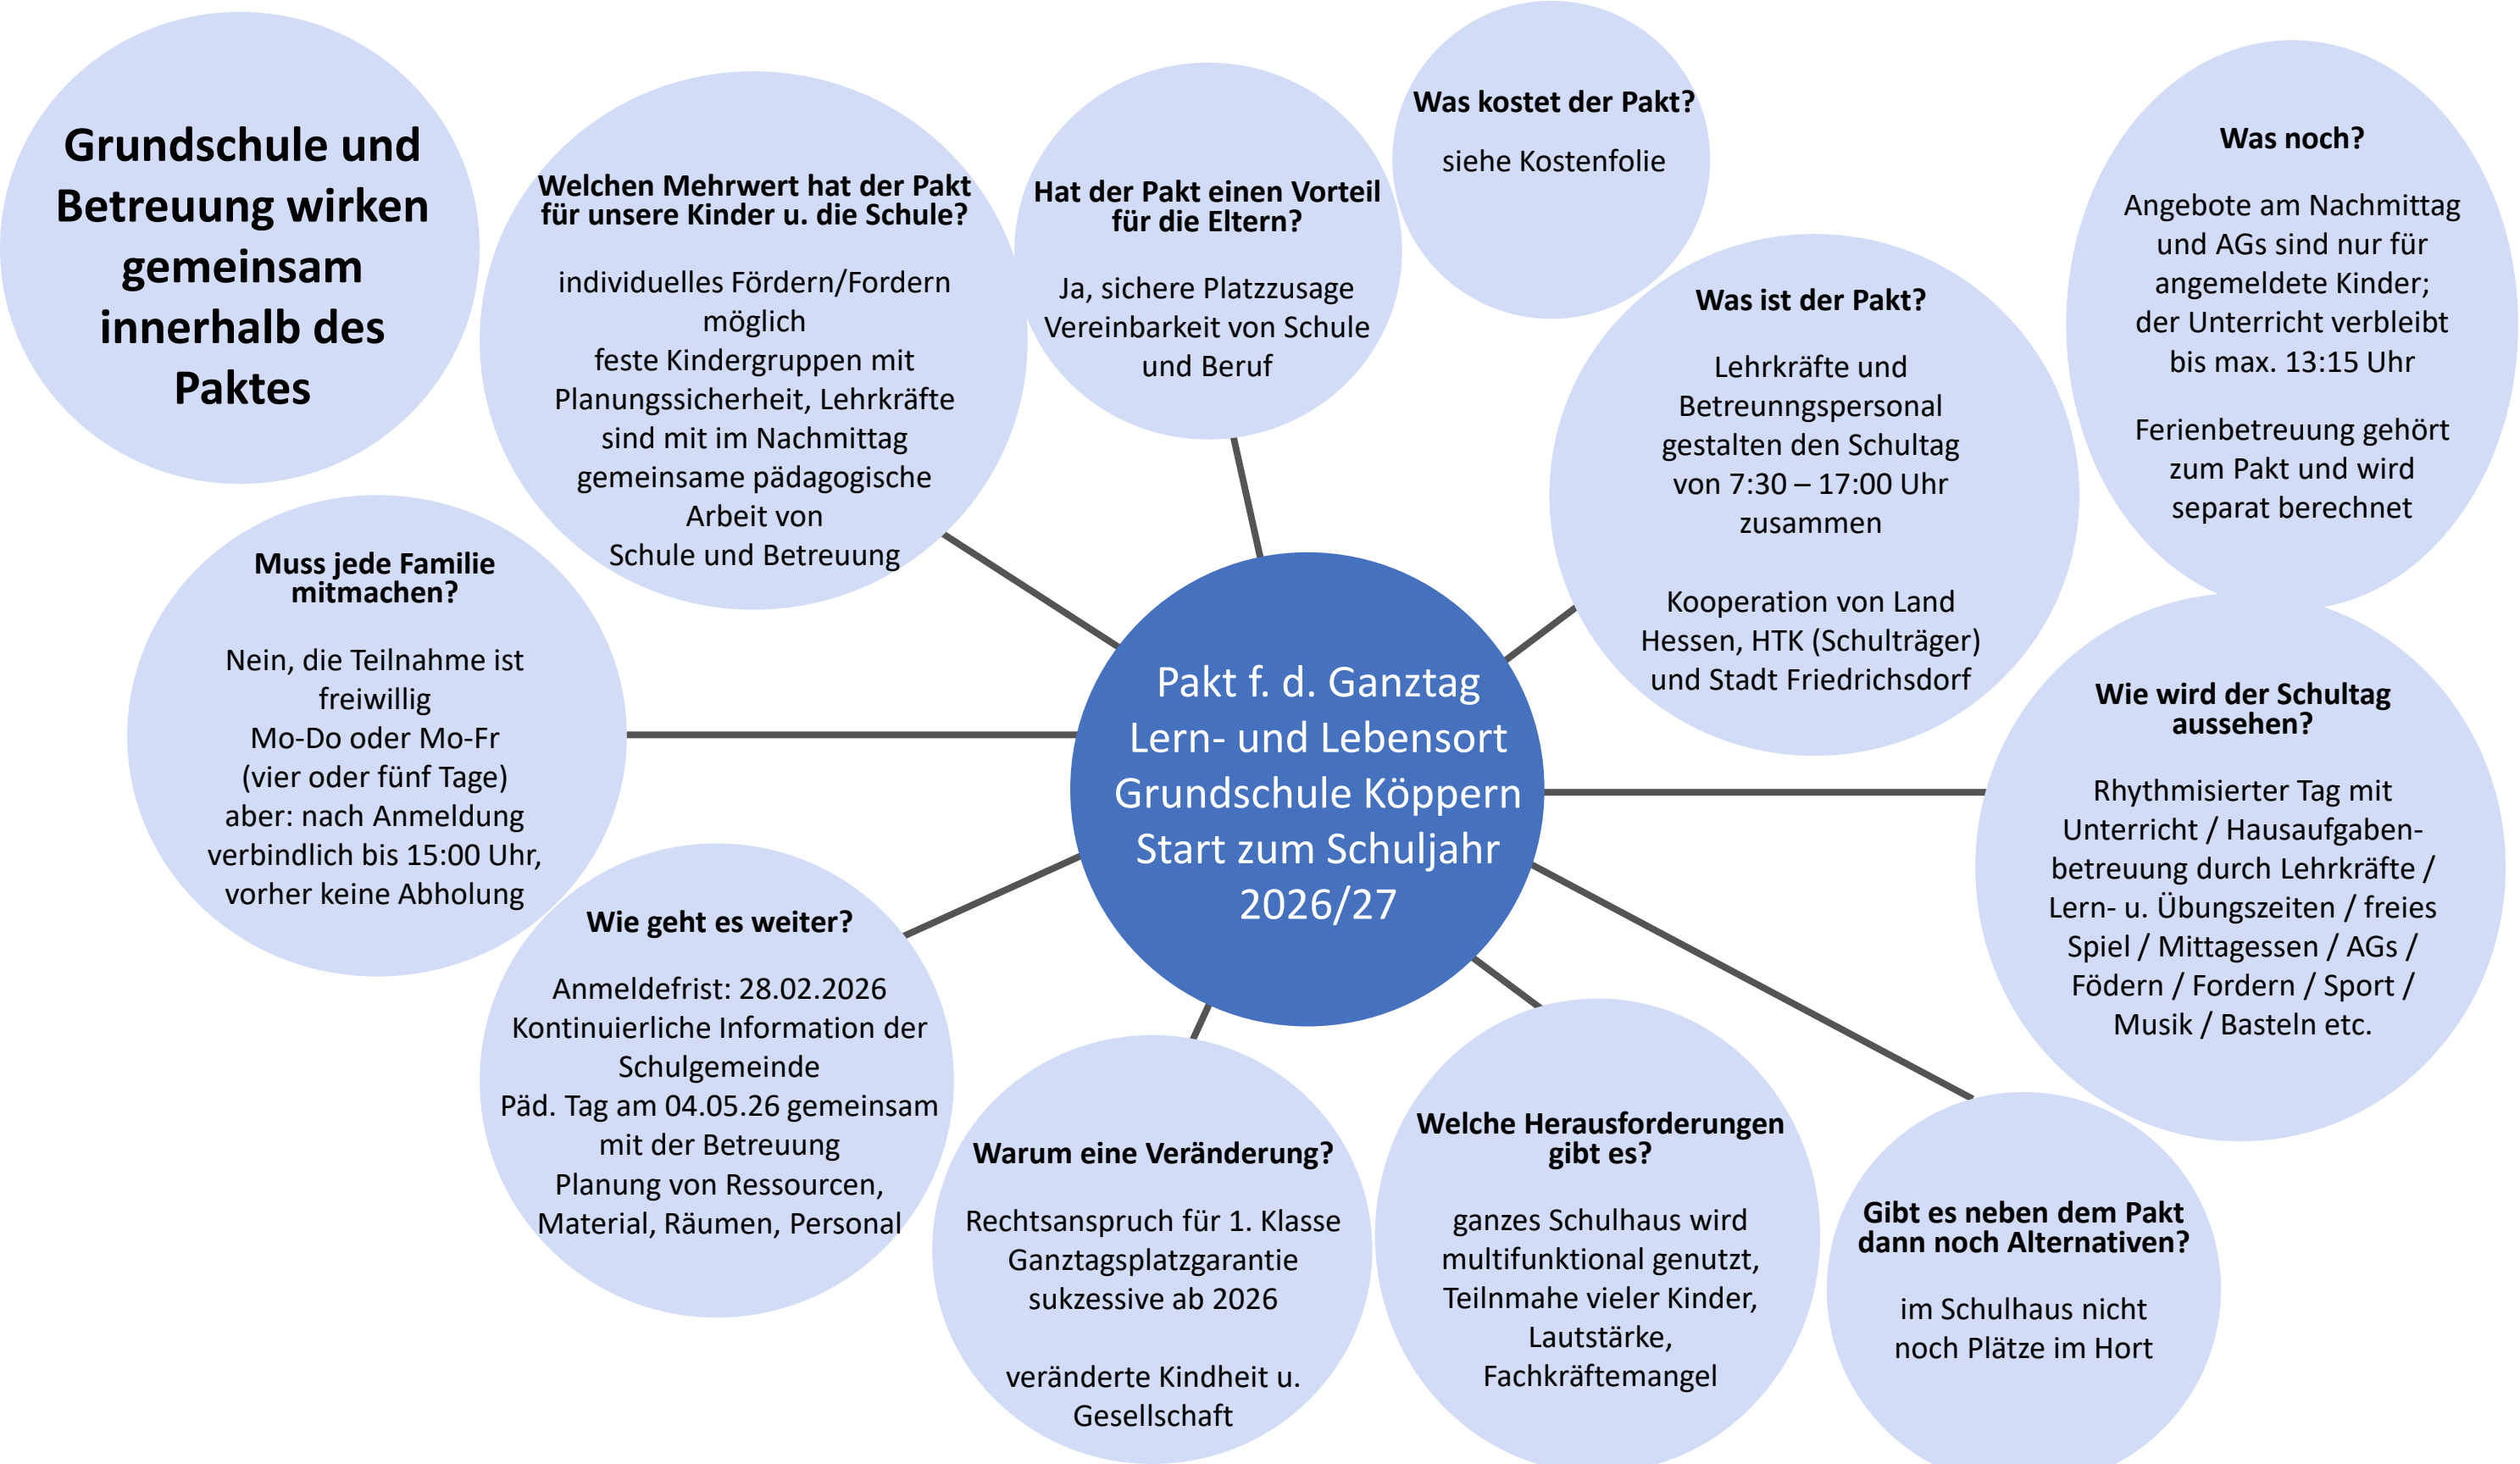 Grundschule und
Betreuung wirken
gemeinsam
innerhalb des
Paktes
Welchen Mehrwert hat der Pakt
für unsere Kinder u. die Schule?
individuelles Fördern/Fordern
möglich
feste Kindergruppen mit
Planungssicherheit, Lehrkräfte
sind mit im Nachmittag
gemeinsame pädagogische
Arbeit von
Schule und Betreuung
Hat der Pakt einen Vorteil
für die Eltern?
Ja, sichere Platzzusage
Vereinbarkeit von Schule
und Beruf
Was kostet der Pakt?
siehe Kostenfolie
Was ist der Pakt?
Lehrkräfte und
Betreunngspersonal
gestalten den Schultag
von 7:30 – 17:00 Uhr
zusammen
Kooperation von Land
Hessen, HTK (Schulträger)
und Stadt Friedrichsdorf
Was noch?
Angebote am Nachmittag
und AGs sind nur für
angemeldete Kinder;
der Unterricht verbleibt
bis max. 13:15 Uhr
Ferienbetreuung gehört
zum Pakt und wird
separat berechnet
Muss jede Familie
mitmachen?
Nein, die Teilnahme ist
freiwillig
Mo-Do oder Mo-Fr
(vier oder fünf Tage)
aber: nach Anmeldung
verbindlich bis 15:00 Uhr,
vorher keine Abholung
Pakt f. d. Ganztag
Lern- und Lebensort
Grundschule Köppern
Start zum Schuljahr
2026/27
Wie wird der Schultag
aussehen?
Rhythmisierter Tag mit
Unterricht / Hausaufgaben-
betreuung durch Lehrkräfte /
Lern- u. Übungszeiten / freies
Spiel / Mittagessen / AGs /
Födern / Fordern / Sport /
Musik / Basteln etc.
Wie geht es weiter?
Anmeldefrist: 28.02.2026
Kontinuierliche Information der
Schulgemeinde
Päd. Tag am 04.05.26 gemeinsam
mit der Betreuung
Planung von Ressourcen,
Material, Räumen, Personal
Warum eine Veränderung?
Rechtsanspruch für 1. Klasse
Ganztagsplatzgarantie
sukzessive ab 2026
veränderte Kindheit u.
Gesellschaft
Welche Herausforderungen
gibt es?
ganzes Schulhaus wird
multifunktional genutzt,
Teilnmahe vieler Kinder,
Lautstärke,
Fachkräftemangel
Gibt es neben dem Pakt
dann noch Alternativen?
im Schulhaus nicht
noch Plätze im Hort